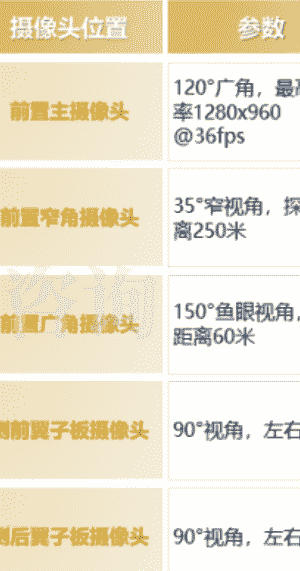 摄像头位置 参数
前置主摄像头
120°广角，最高
率1280x960
@36fps
前置窄角摄像头
35°窄视角，探
离250米
前置广角摄像头
150°鱼眼视角，
距离60米
侧前翼子板摄像头
90°视角，左右
侧后翼子板摄像头
90°视角，左右
咨询